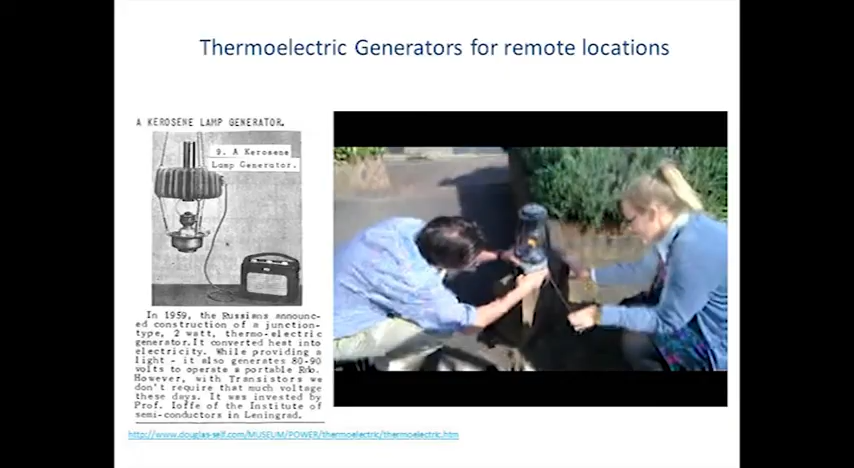 Thermoelectric Generators for remote locations
A KEROSENE LAMP GENERATOR.
9. A Kerosene
Lamp Generator.
In 1959, the Russians announc-
ed construction of a junction-
type, 2 watt, thermo-electric
generator. It converted heat into
electricity. While providing a
light - it also generates 80-90
volts to operate a portable Rdo.
However, with Transistors we
don't require that much voltage
these days. It was invested by
Prof. Ioffe of the Institute of
semi-conductors in Leningrad.
http://www.douglas-self.com/MUSEUM/POWER/thermoelectric/thermoelectric.htm